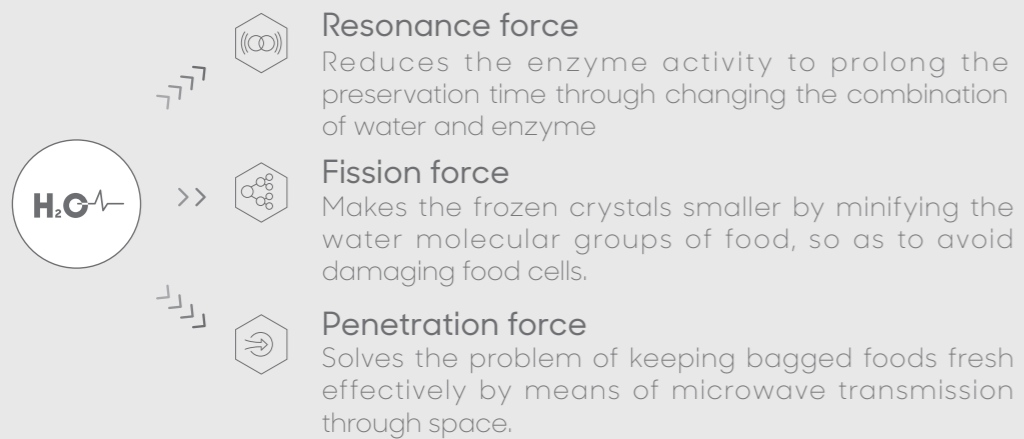 Resonance force
Reduces the enzyme activity to prolong the
preservation time through changing the combination
of water and enzyme
H₂O
Fission force
Makes the frozen crystals smaller by minifying the
water molecular groups of food, so as to avoid
damaging food cells.
Penetration force
Solves the problem of keeping bagged foods fresh
effectively by means of microwave transmission
through space.